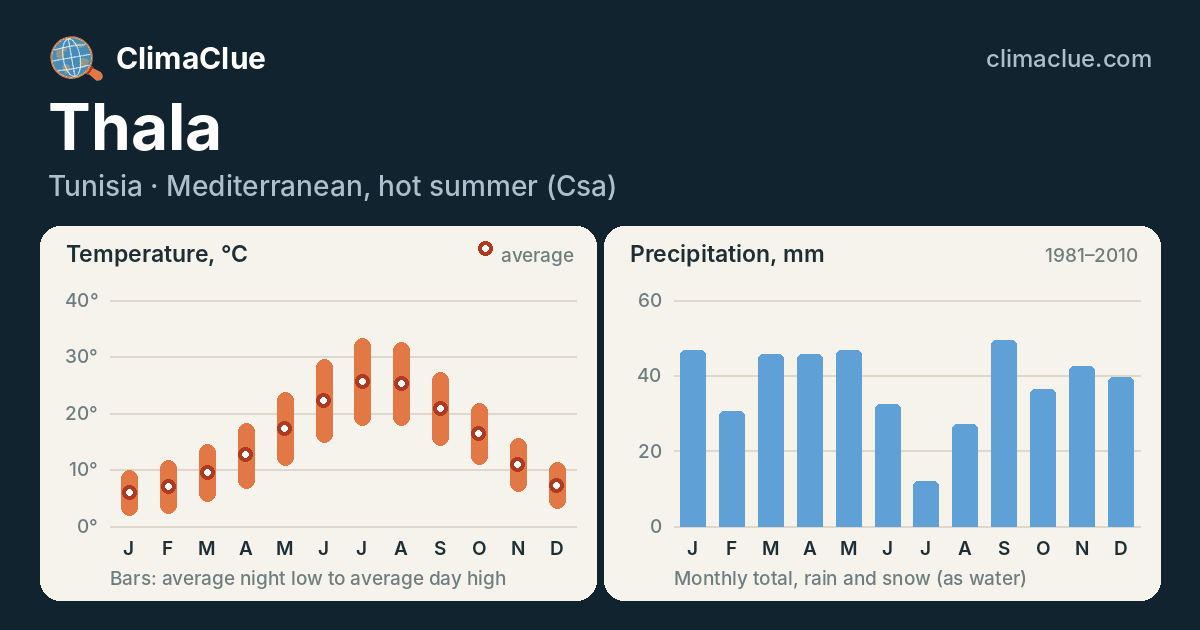 ClimaClue
climaclue.com
Thala
Tunisia · Mediterranean, hot summer (Csa)
Temperature, °C
average
40°
30°
20°
10°
0°
J F M A M J J A S O N D
Bars: average night low to average day high
Precipitation, mm
1981–2010
60
40
20
0
J F M A M J J A S O N D
Monthly total, rain and snow (as water)